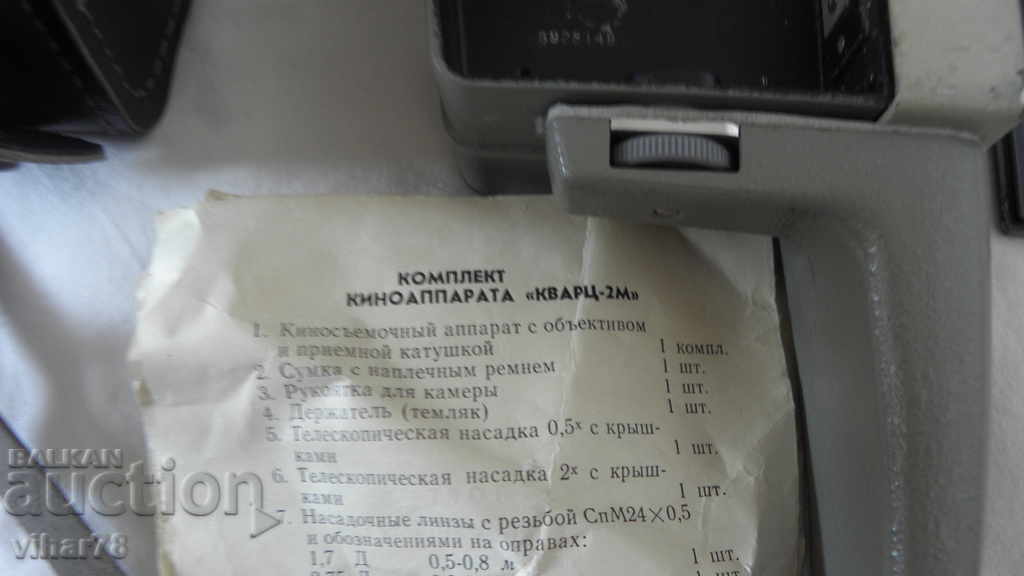 КОМПЛЕКТ
КИНОАППАРАТА «КВАРЦ-2М»
1. Киносъемочный аппарат с объективом
и приемной катушкой 1 компл.
2. Сумка с наплечным ремнем 1 шт.
3. Рукоятка для камеры 1 шт.
4. Держатель (темляк) 1 шт.
5. Телескопическая насадка 0,5ˣ с крыш-
ками 1 шт.
6. Телескопическая насадка 2ˣ с крыш-
ками 1 шт.
7. Насадочные линзы с резьбой СпМ24×0,5
и обозначениями на оправах:
1,7 Д 0,5-0,8 м 1 шт.
BALKAN
auction
vihar78